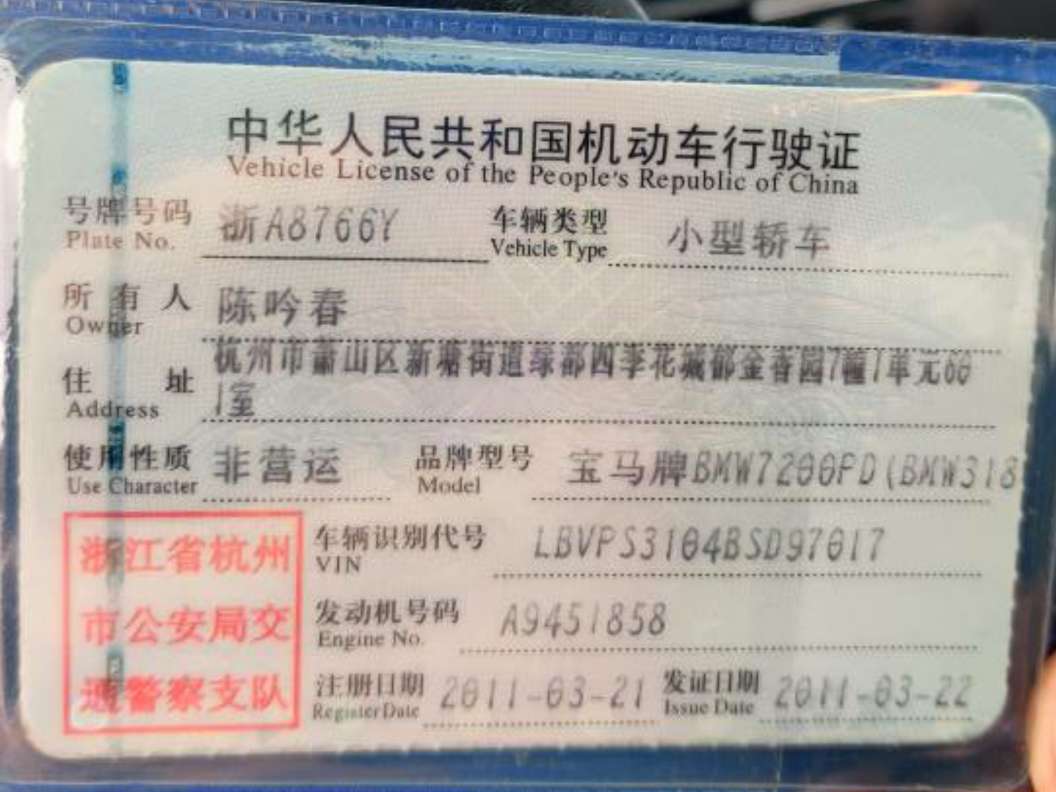 中华人民共和国机动车行驶证
Vehicle License of the People's Republic of China
号牌号码 浙A8766Y 车辆类型 小型轿车
Plate No. Vehicle Type
所有人 陈吟春
Owner
住址 杭州市萧山区新塘街道绿都四季花城郁金香园7幢1单元60
1室
Address
使用性质 非营运 品牌型号 宝马牌BMW7200PD(BMW318
Use Character Model
浙江省杭州
市公安局交
通警察支队
车辆识别代号 LBVPS3104BSD97017
VIN
发动机号码 A9451858
Engine No.
注册日期 2011-03-21 发证日期 2011-03-22
Register Date Issue Date